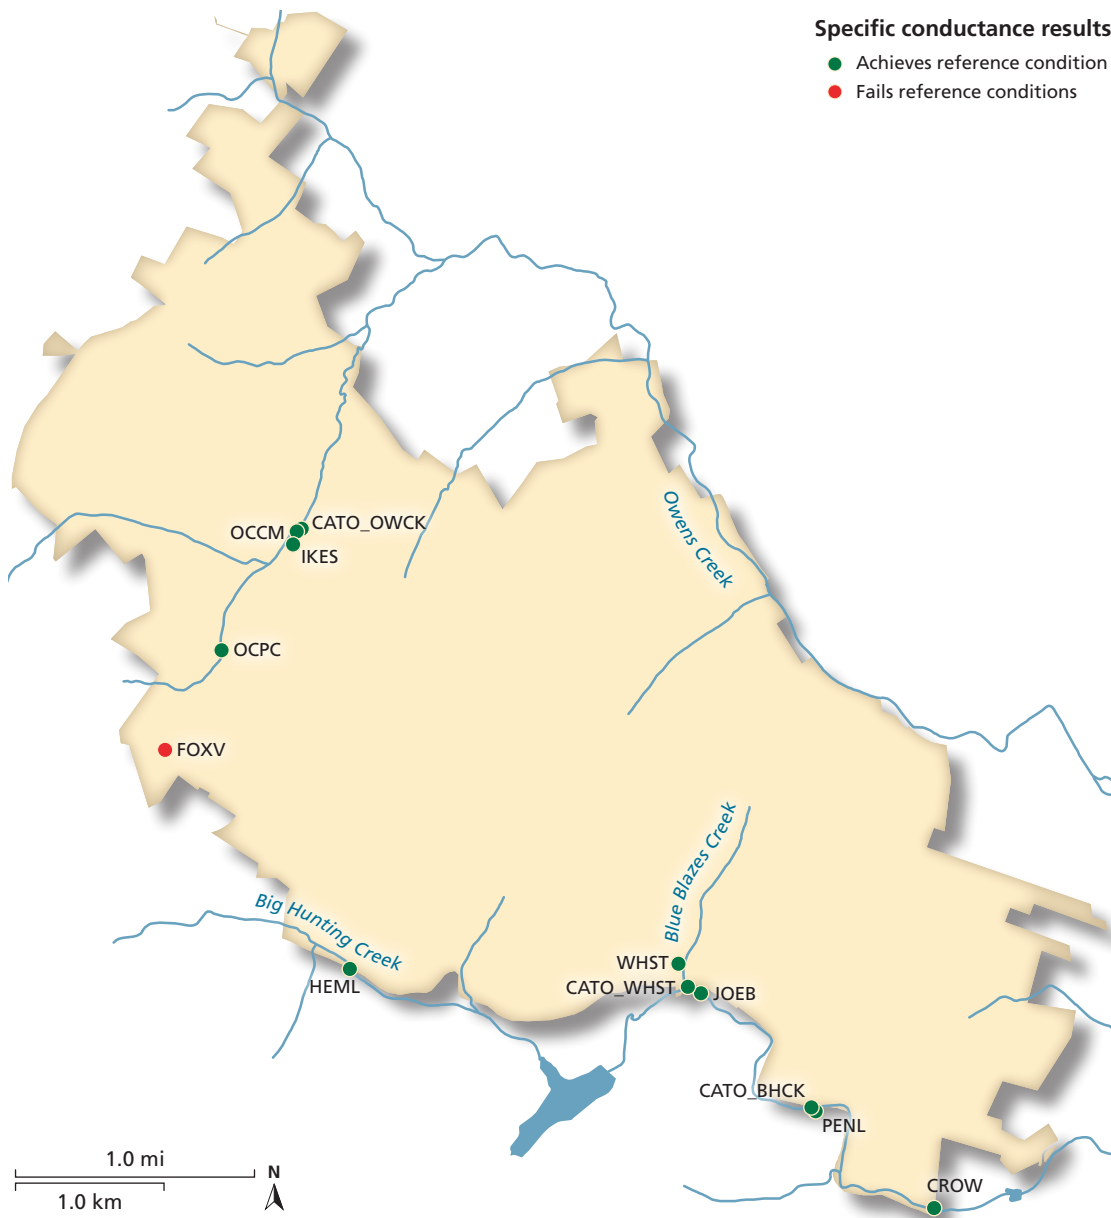 Specific conductance results
Achieves reference condition
Fails reference conditions
Owens Creek
CATO_OWCK
OCCM
IKES
OCPC
FOXV
Blue Blazes Creek
Big Hunting Creek
WHST
HEML
CATO_WHST
JOEB
CATO_BHCK
PENL
1.0 mi
N
1.0 km
CROW